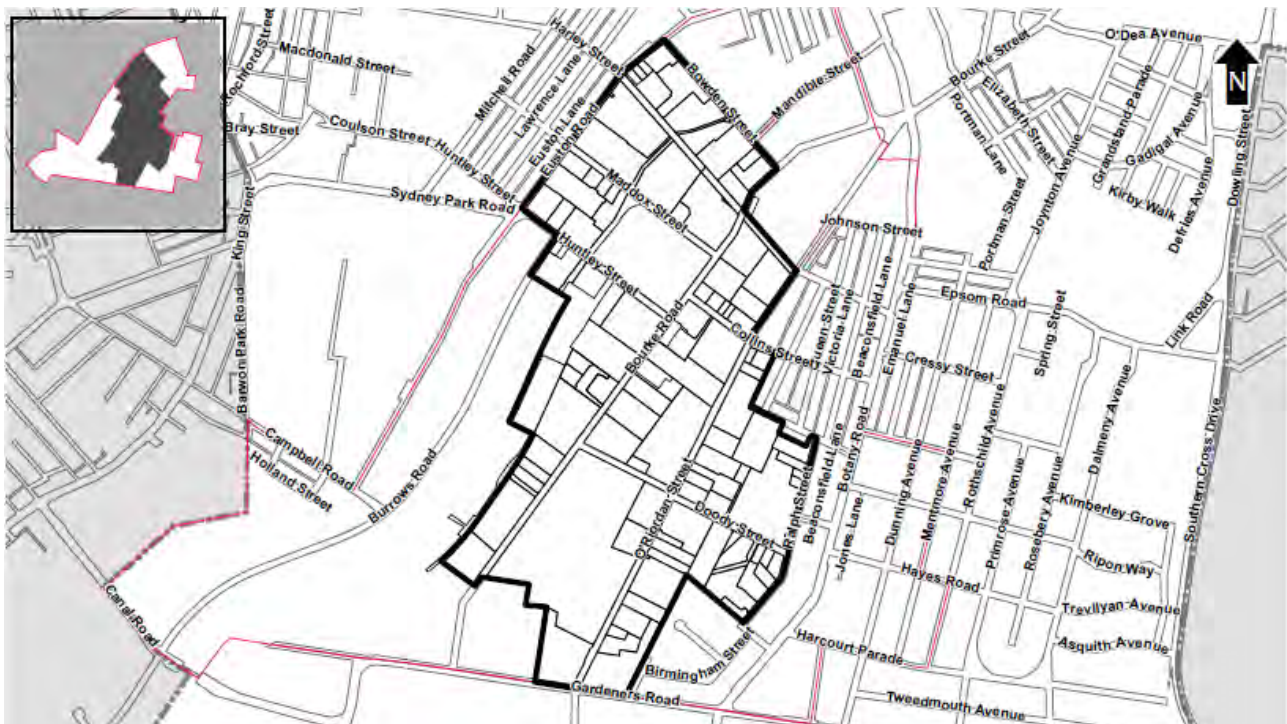 O'Dea Avenue
Harley Street
Bourke Street
Rochford Street
Macdonald Street
Mitchell Road
Bowden Street
Mandible Street
N
Lawrence Lane
Elizabeth Street
Portman Lane
Grandstand Parade
Gadigal Avenue
Dowling Street
Bray Street
Coulson Street
Huntley Street
Euston Lane
Euston Road
Joynton Avenue
Kirby Walk
Defries Avenue
Sydney Park Road
Maddox Street
Portman Street
Johnson Street
King Street
Huntley Street
Epsom Road
Link Road
Bourke Road
Collins Street
Queen Street
Victoria Lane
Beaconsfield Lane
Emanuel Lane
Cressy Street
Spring Street
Barwon Park Road
Dalmeny Avenue
Southern Cross Drive
Campbell Road
Holland Street
Burrows Road
Beaconsfield Lane
Botany Road
Rothschild Avenue
O'Riordan Street
Doody Street
Ralph Street
Dunning Avenue
Mentmore Avenue
Primrose Avenue
Rosebery Avenue
Kimberley Grove
Jones Lane
Ripon Way
Hayes Road
Trevilyan Avenue
Canal Road
Harcourt Parade
Asquith Avenue
Birmingham Street
Gardeners Road
Tweedmouth Avenue